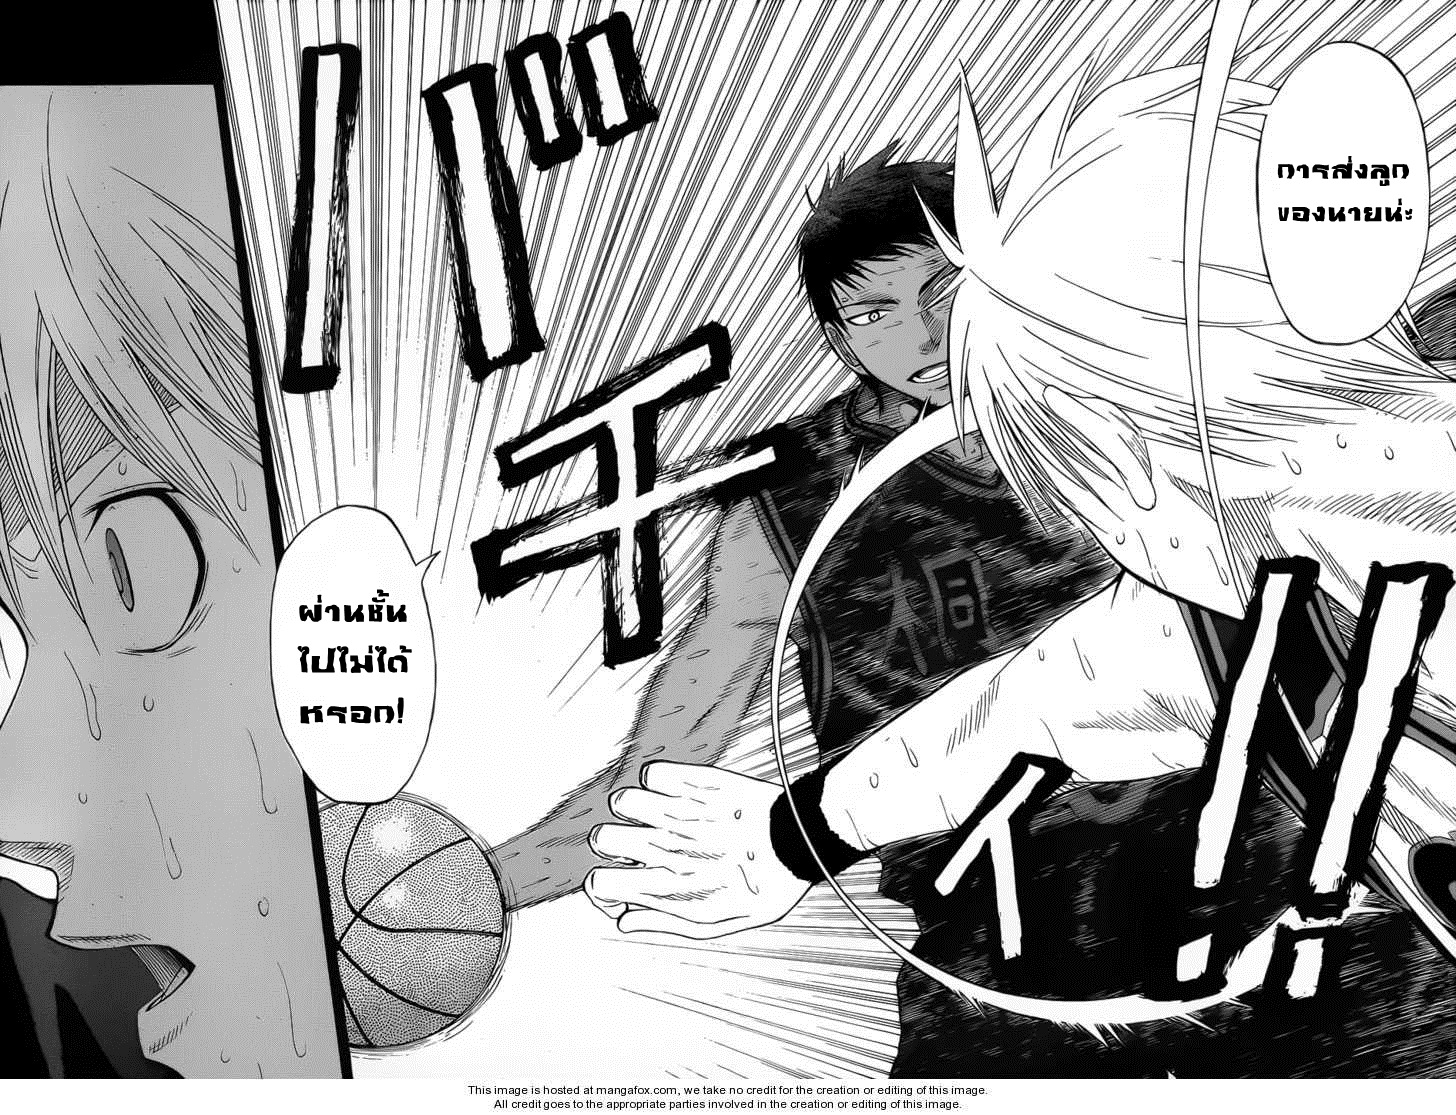 การส่งลูก
ของนายน่ะ
バチィ!!
桐
ผ่านชั้น
ไปไม่ได้
หรอก!
This image is hosted at mangafox.com, we take no credit for the creation or editing of this image.
All credit goes to the appropriate parties involved in the creation or editing of this image.